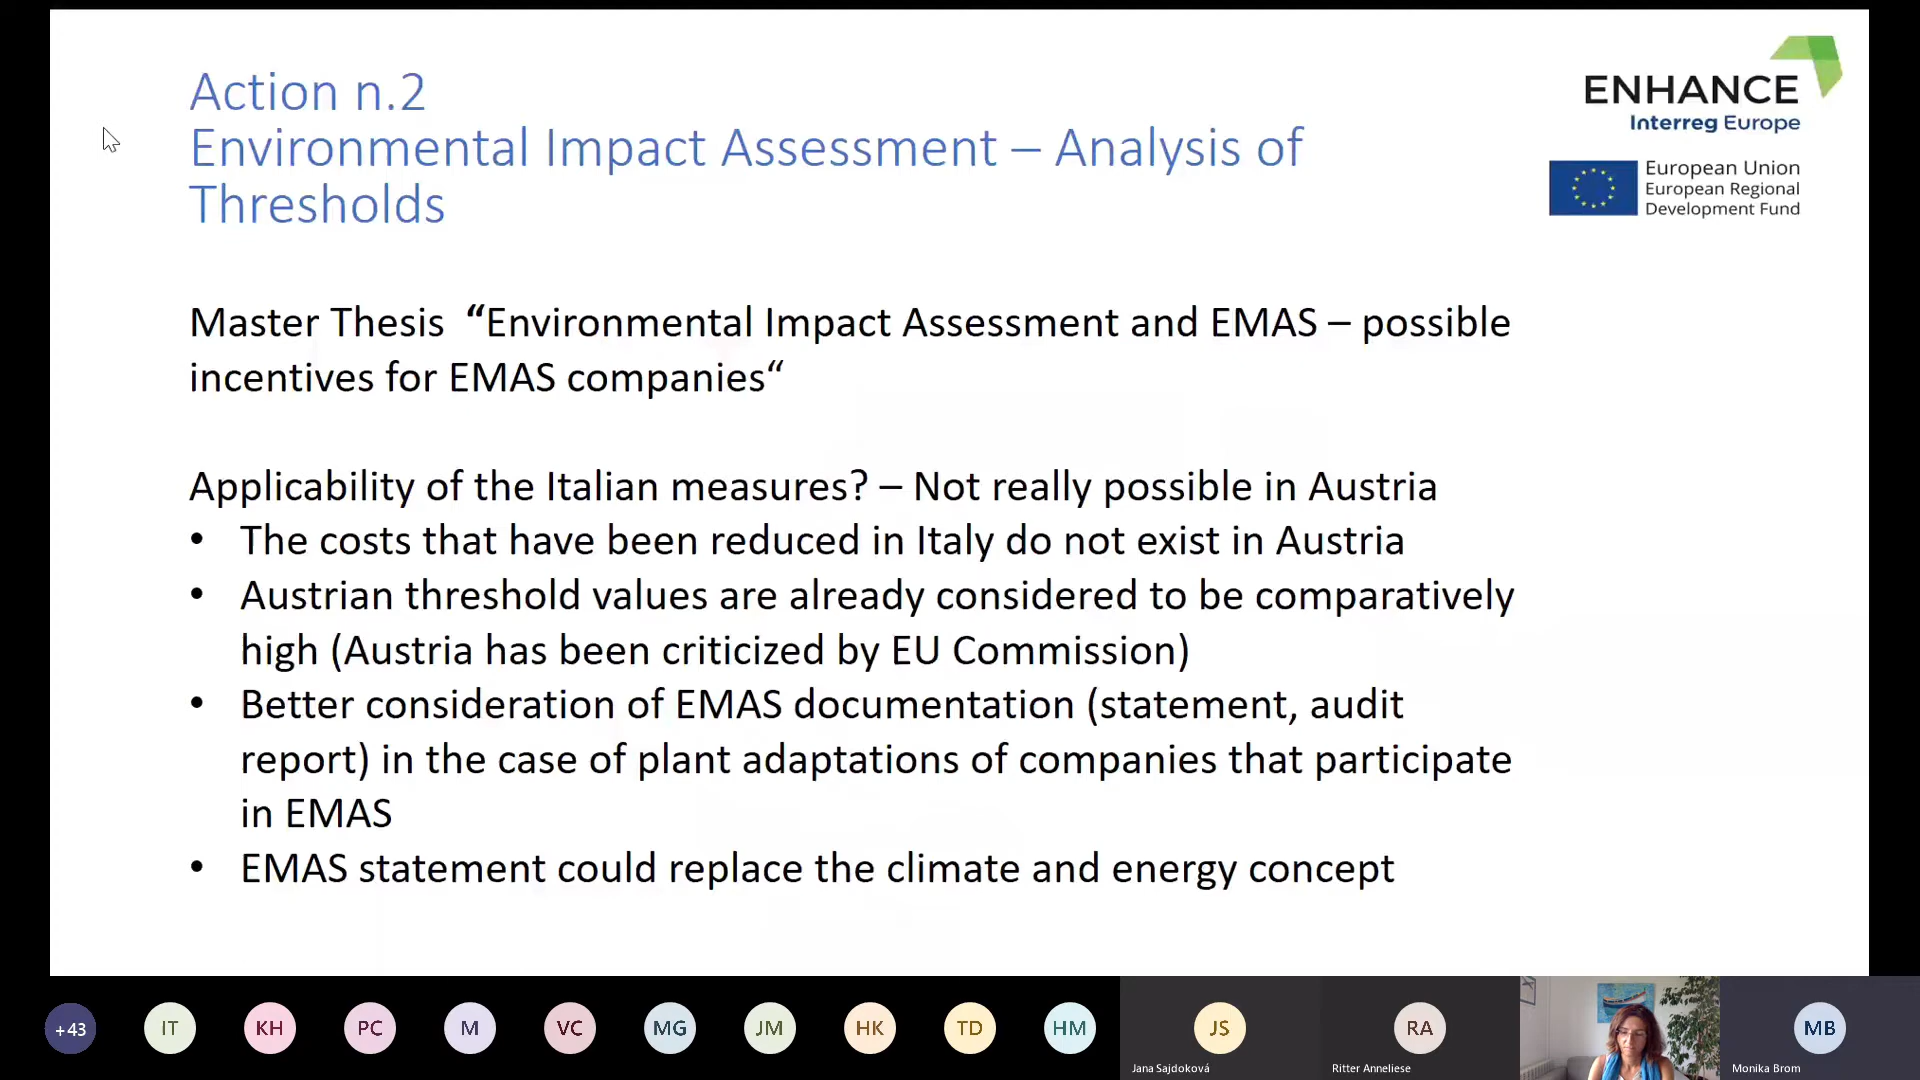 Action n.2
Environmental Impact Assessment – Analysis of
Thresholds
ENHANCE
Interreg Europe
European Union
European Regional
Development Fund
Master Thesis “Environmental Impact Assessment and EMAS – possible
incentives for EMAS companies“
Applicability of the Italian measures? – Not really possible in Austria
• The costs that have been reduced in Italy do not exist in Austria
• Austrian threshold values are already considered to be comparatively
high (Austria has been criticized by EU Commission)
• Better consideration of EMAS documentation (statement, audit
report) in the case of plant adaptations of companies that participate
in EMAS
• EMAS statement could replace the climate and energy concept
+43 IT KH PC M VC MG JM HK TD HM JS RA MB
Jana Sajdoková Ritter Anneliese Monika Brom